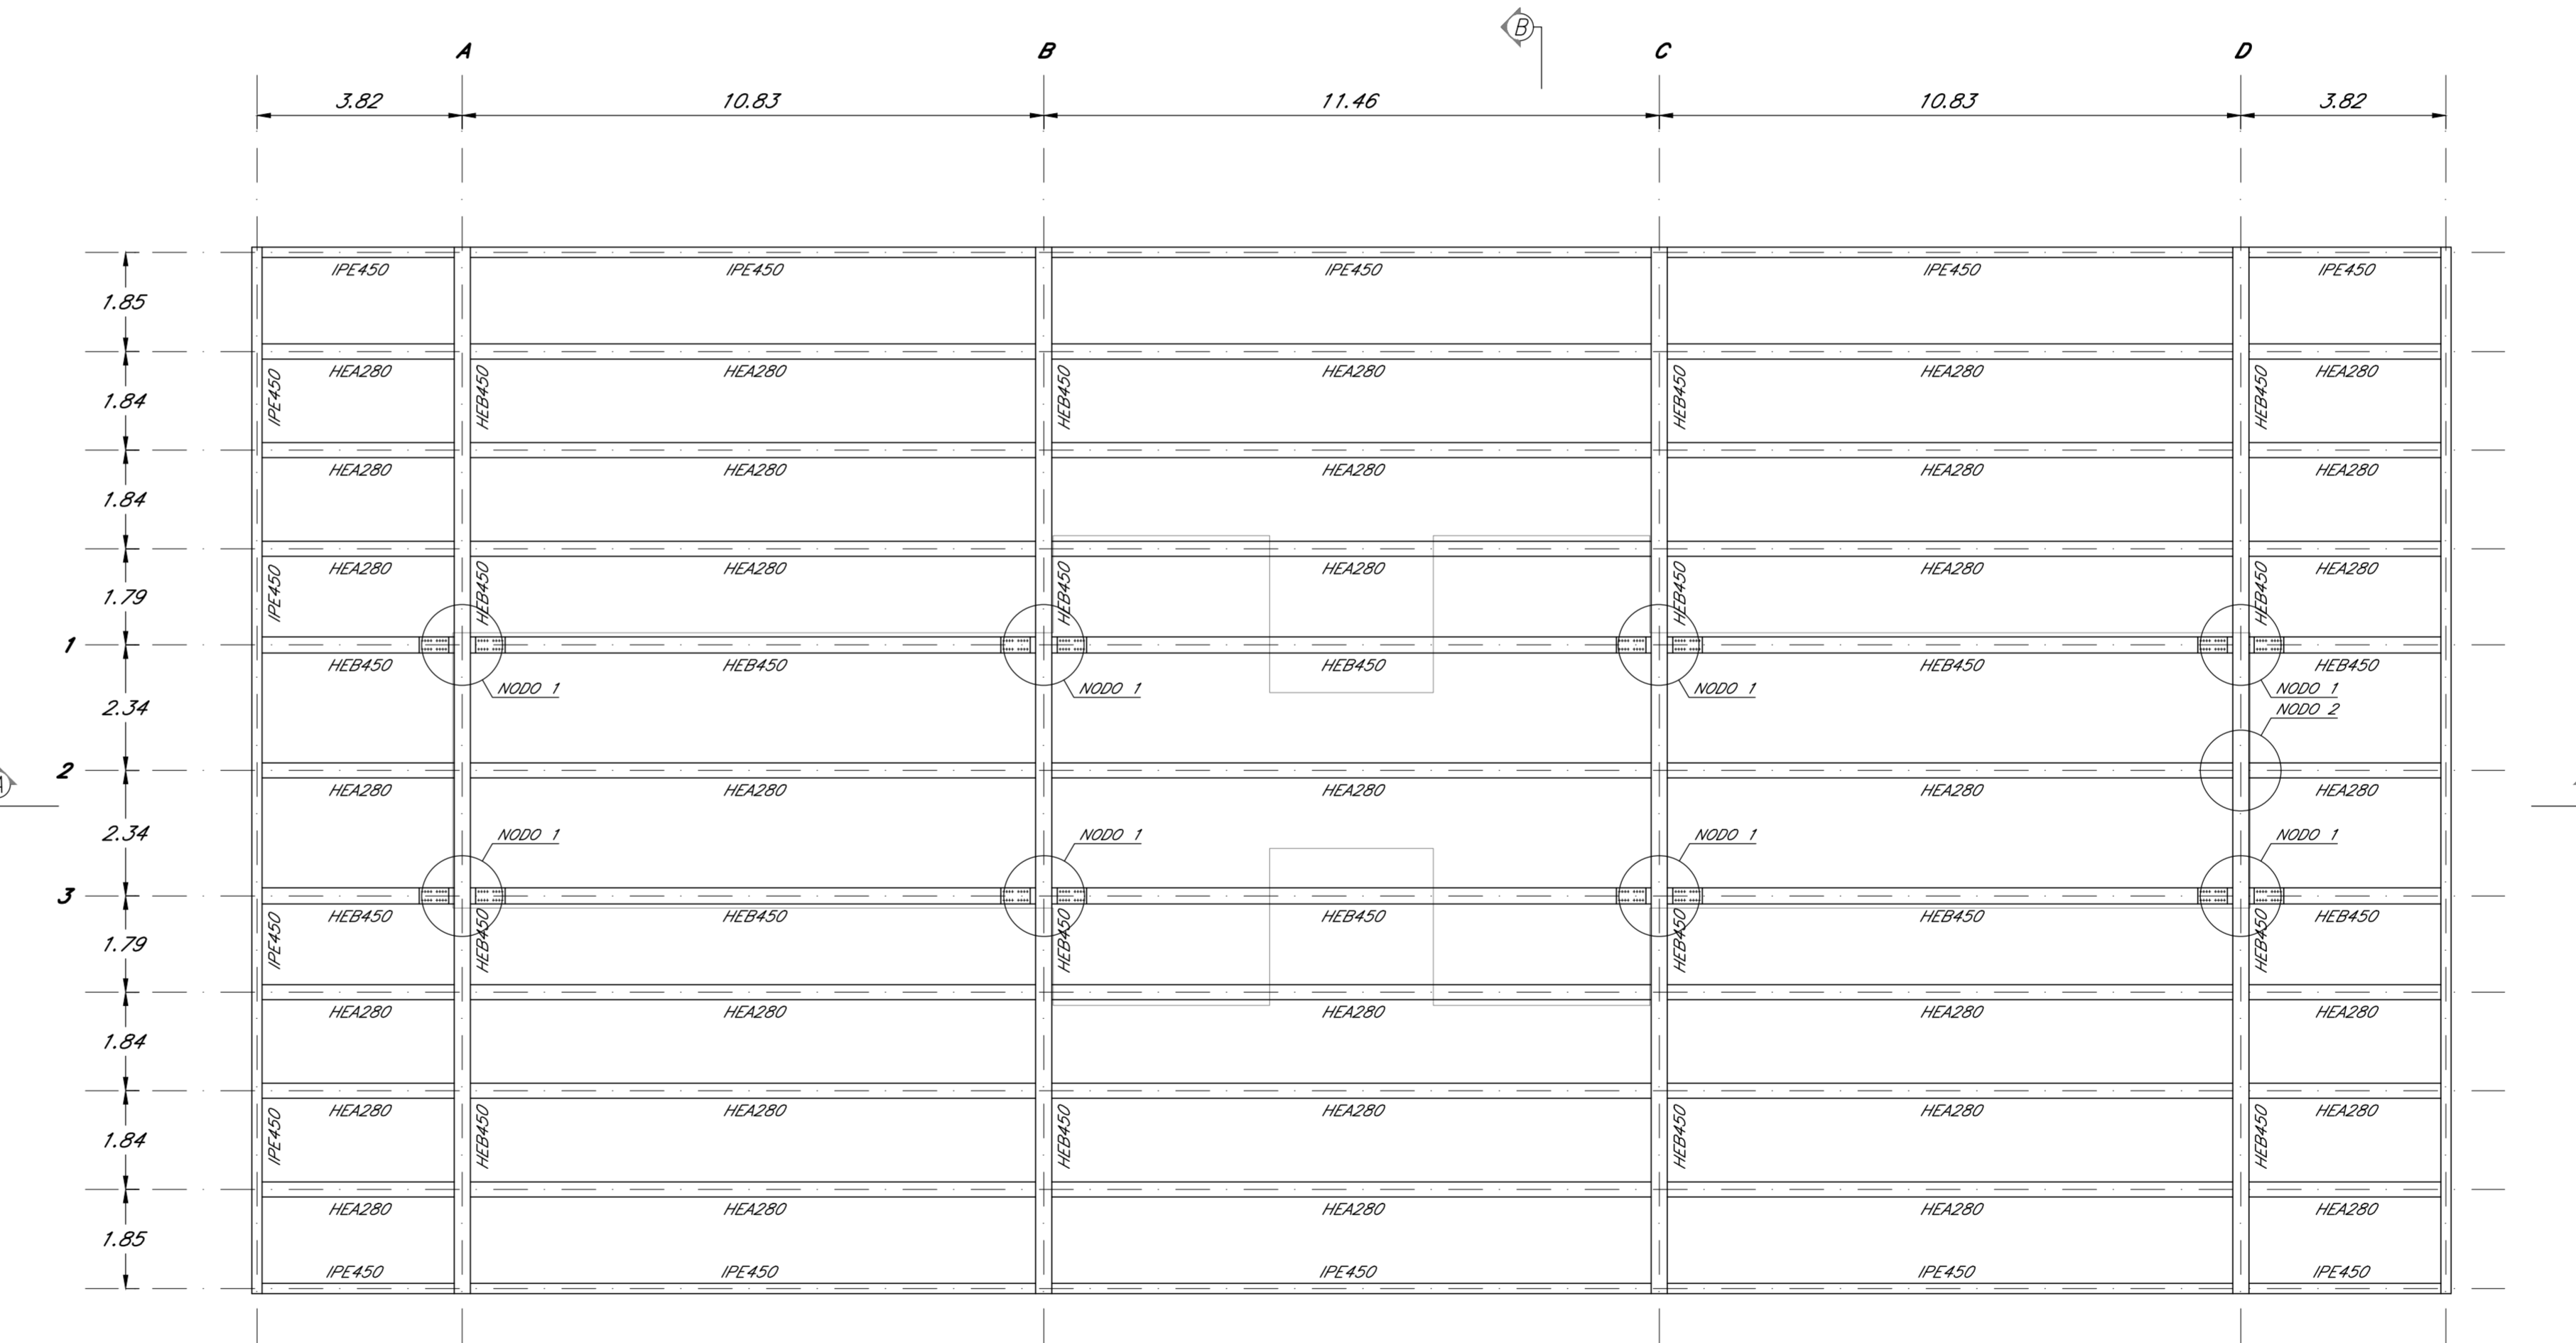 B
A B C D
3.82 10.83 11.46 10.83 3.82
IPE450 IPE450 IPE450 IPE450 IPE450
1.85
HEA280 HEA280 HEA280 HEA280 HEA280
IPE450 HEB450 HEB450 HEB450 HEB450
1.84
HEA280 HEA280 HEA280 HEA280 HEA280
1.84
HEA280 HEA280 HEA280 HEA280 HEA280
IPE450 HEB450 HEB450 HEB450 HEB450
1.79
1
HEB450 HEB450 HEB450 HEB450 HEB450
NODO 1 NODO 1 NODO 1 NODO 1
2.34 NODO 2
2
HEA280 HEA280 HEA280 HEA280 HEA280
2.34 NODO 1 NODO 1 NODO 1 NODO 1
3
HEB450 HEB450 HEB450 HEB450 HEB450
1.79 IPE450 HEB450 HEB450 HEB450 HEB450
HEA280 HEA280 HEA280 HEA280 HEA280
1.84
HEA280 HEA280 HEA280 HEA280 HEA280
1.84 IPE450 HEB450 HEB450 HEB450 HEB450
HEA280 HEA280 HEA280 HEA280 HEA280
1.85
IPE450 IPE450 IPE450 IPE450 IPE450